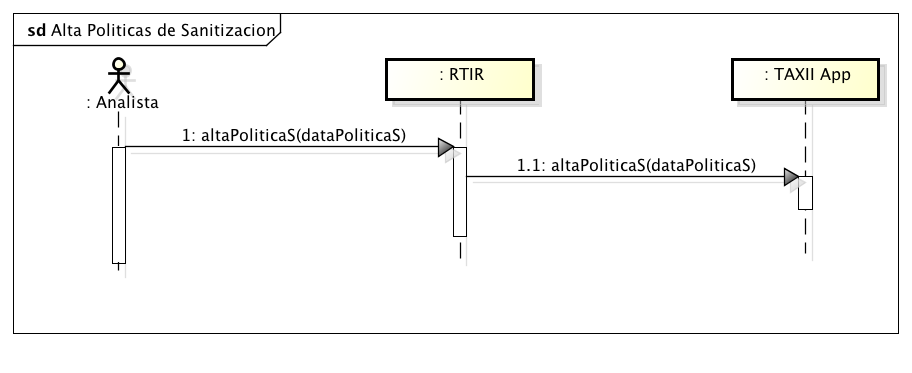 sd Alta Politicas de Sanitizacion
: Analista
: RTIR
: TAXII App
1: altaPoliticaS(dataPoliticaS)
1.1: altaPoliticaS(dataPoliticaS)